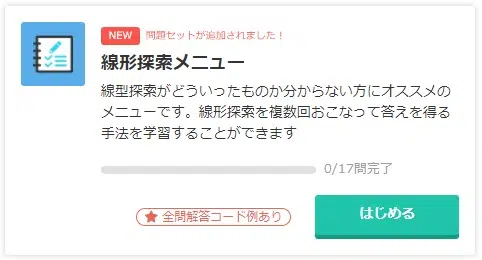 NEW 問題セットが追加されました！
線形探索メニュー
線型探索がどういったものか分からない方にオススメの
メニューです。線形探索を複数回おこなって答えを得る
手法を学習することができます
0/17問完了
全問解答コード例あり
はじめる